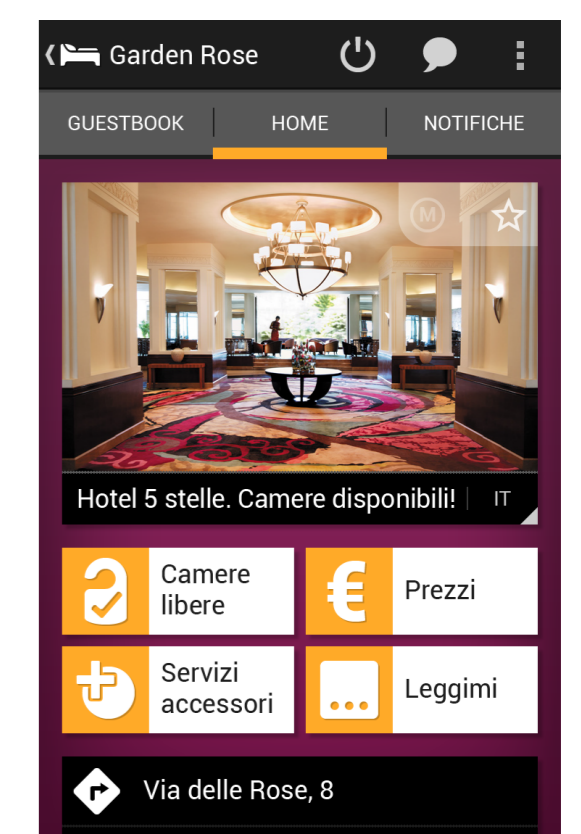 Garden Rose
GUESTBOOK
HOME
NOTIFICHE
M
Hotel 5 stelle. Camere disponibili!
IT
Camere
libere
€
Prezzi
Servizi
accessori
Leggimi
Via delle Rose, 8